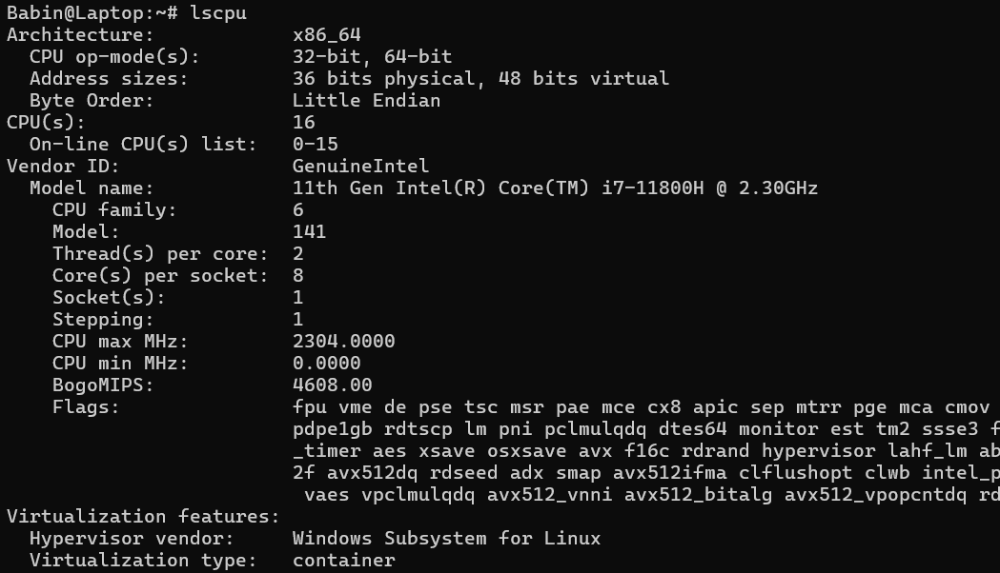 Babin@Laptop:~# lscpu
Architecture: x86_64
CPU op-mode(s): 32-bit, 64-bit
Address sizes: 36 bits physical, 48 bits virtual
Byte Order: Little Endian
CPU(s): 16
On-line CPU(s) list: 0-15
Vendor ID: GenuineIntel
Model name: 11th Gen Intel(R) Core(TM) i7-11800H @ 2.30GHz
CPU family: 6
Model: 141
Thread(s) per core: 2
Core(s) per socket: 8
Socket(s): 1
Stepping: 1
CPU max MHz: 2304.0000
CPU min MHz: 0.0000
BogoMIPS: 4608.00
Flags: fpu vme de pse tsc msr pae mce cx8 apic sep mtrr pge mca cmov
pdpe1gb rdtscp lm pni pclmulqdq dtes64 monitor est tm2 ssse3 f
_timer aes xsave osxsave avx f16c rdrand hypervisor lahf_lm ab
2f avx512dq rdseed adx smap avx512ifma clflushopt clwb intel_p
vaes vpclmulqdq avx512_vnni avx512_bitalg avx512_vpopcntdq rd
Virtualization features:
Hypervisor vendor: Windows Subsystem for Linux
Virtualization type: container